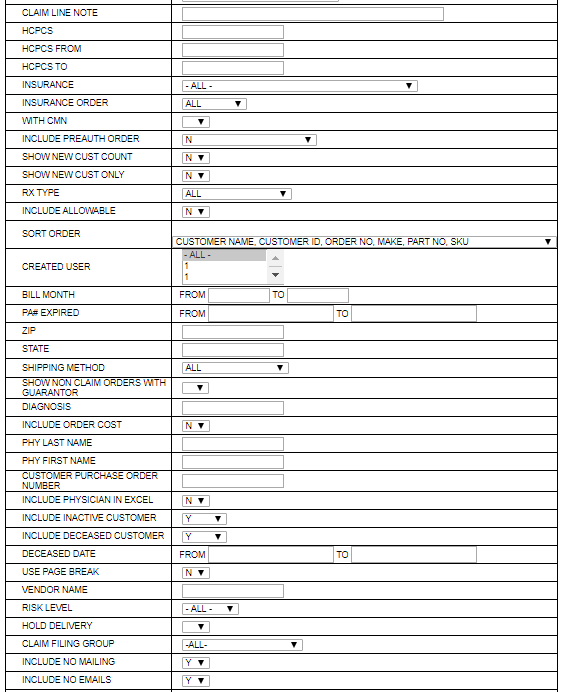 CLAIM LINE NOTE
HCPCS
HCPCS FROM
HCPCS TO
INSURANCE - ALL -
INSURANCE ORDER ALL
WITH CMN
INCLUDE PREAUTH ORDER N
SHOW NEW CUST COUNT N
SHOW NEW CUST ONLY N
RX TYPE ALL
INCLUDE ALLOWABLE N
SORT ORDER CUSTOMER NAME, CUSTOMER ID, ORDER NO, MAKE, PART NO, SKU
CREATED USER - ALL -
1
1
BILL MONTH FROM TO
PA# EXPIRED FROM TO
ZIP
STATE
SHIPPING METHOD ALL
SHOW NON CLAIM ORDERS WITH
GUARANTOR
DIAGNOSIS
INCLUDE ORDER COST N
PHY LAST NAME
PHY FIRST NAME
CUSTOMER PURCHASE ORDER
NUMBER
INCLUDE PHYSICIAN IN EXCEL N
INCLUDE INACTIVE CUSTOMER Y
INCLUDE DECEASED CUSTOMER Y
DECEASED DATE FROM TO
USE PAGE BREAK N
VENDOR NAME
RISK LEVEL - ALL -
HOLD DELIVERY
CLAIM FILING GROUP -ALL-
INCLUDE NO MAILING Y
INCLUDE NO EMAILS Y